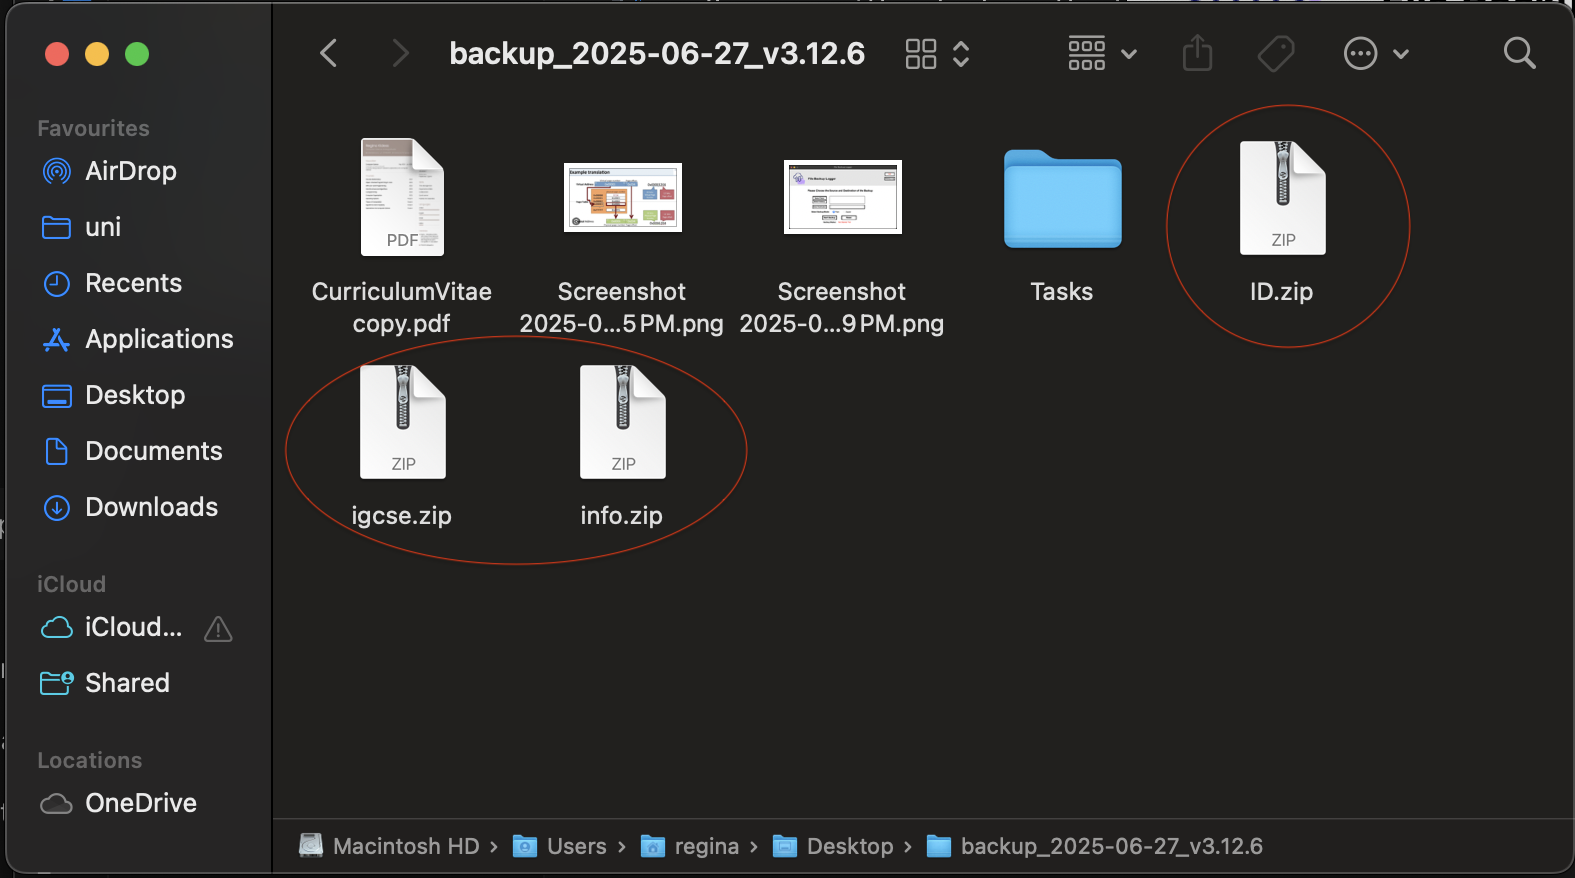 backup_2025-06-27_v3.12.6
Favourites
AirDrop
uni
Recents
Applications
Desktop
Documents
Downloads
iCloud
iCloud...
Shared
Locations
OneDrive
PDF
CurriculumVitae
copy.pdf
Example translation
Screenshot
2025-0...5 PM.png
Screenshot
2025-0...9 PM.png
Tasks
ZIP
ID.zip
ZIP
igcse.zip
ZIP
info.zip
Macintosh HD › Users › regina › Desktop › backup_2025-06-27_v3.12.6